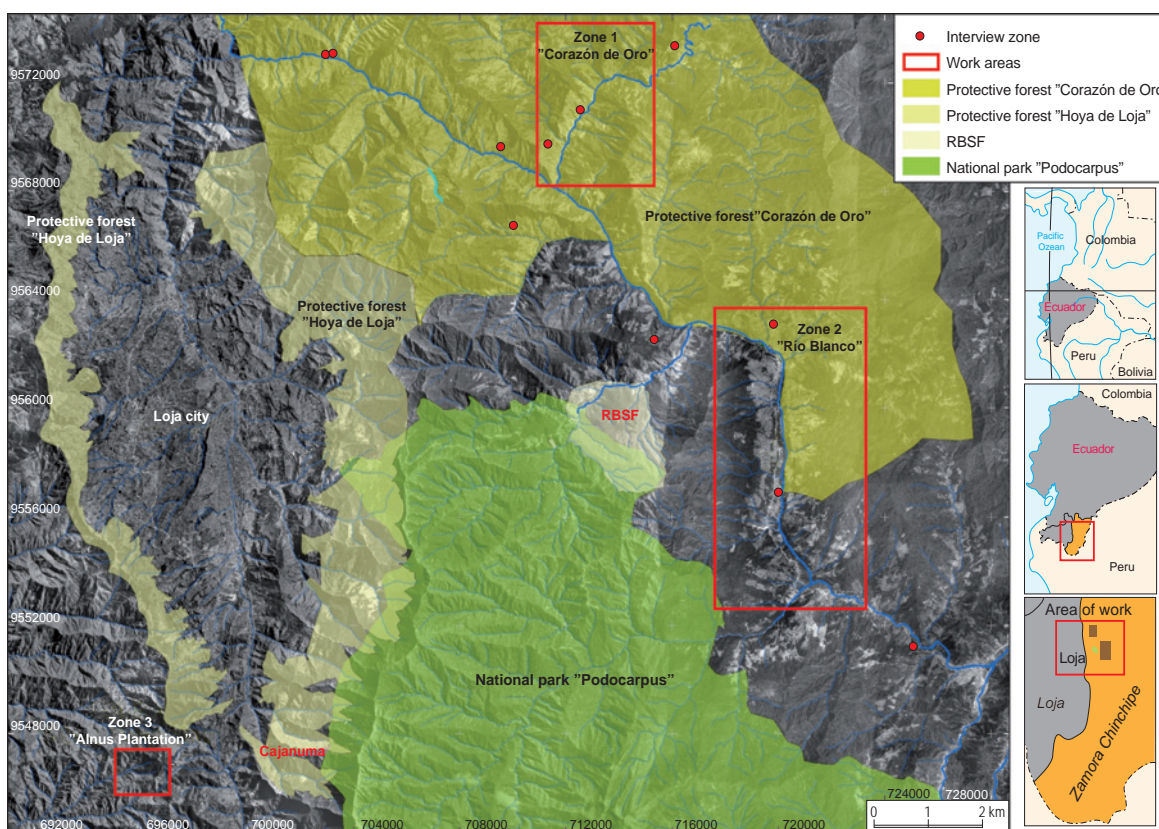 Zone 1
"Corazón de Oro"
Interview zone
Work areas
Protective forest "Corazón de Oro
Protective forest "Hoya de Loja"
RBSF
National park "Podocarpus"
9572000
9568000
9564000
9560000
9556000
9552000
9548000
Protective forest
"Hoya de Loja"
Protective forest"Corazón de Oro"
Protective forest
"Hoya de Loja"
Zone 2
"Río Blanco"
Loja city
RBSF
National park "Podocarpus"
Zone 3
"Alnus Plantation"
Cajanuma
692000
696000
700000
704000
708000
712000
716000
720000
724000
728000
0 1 2 km
Pacific
Ozean
Colombia
Ecuador
Peru
Bolivia
Colombia
Ecuador
Peru
Area of work
Loja
Loja
Zamora Chinchipe